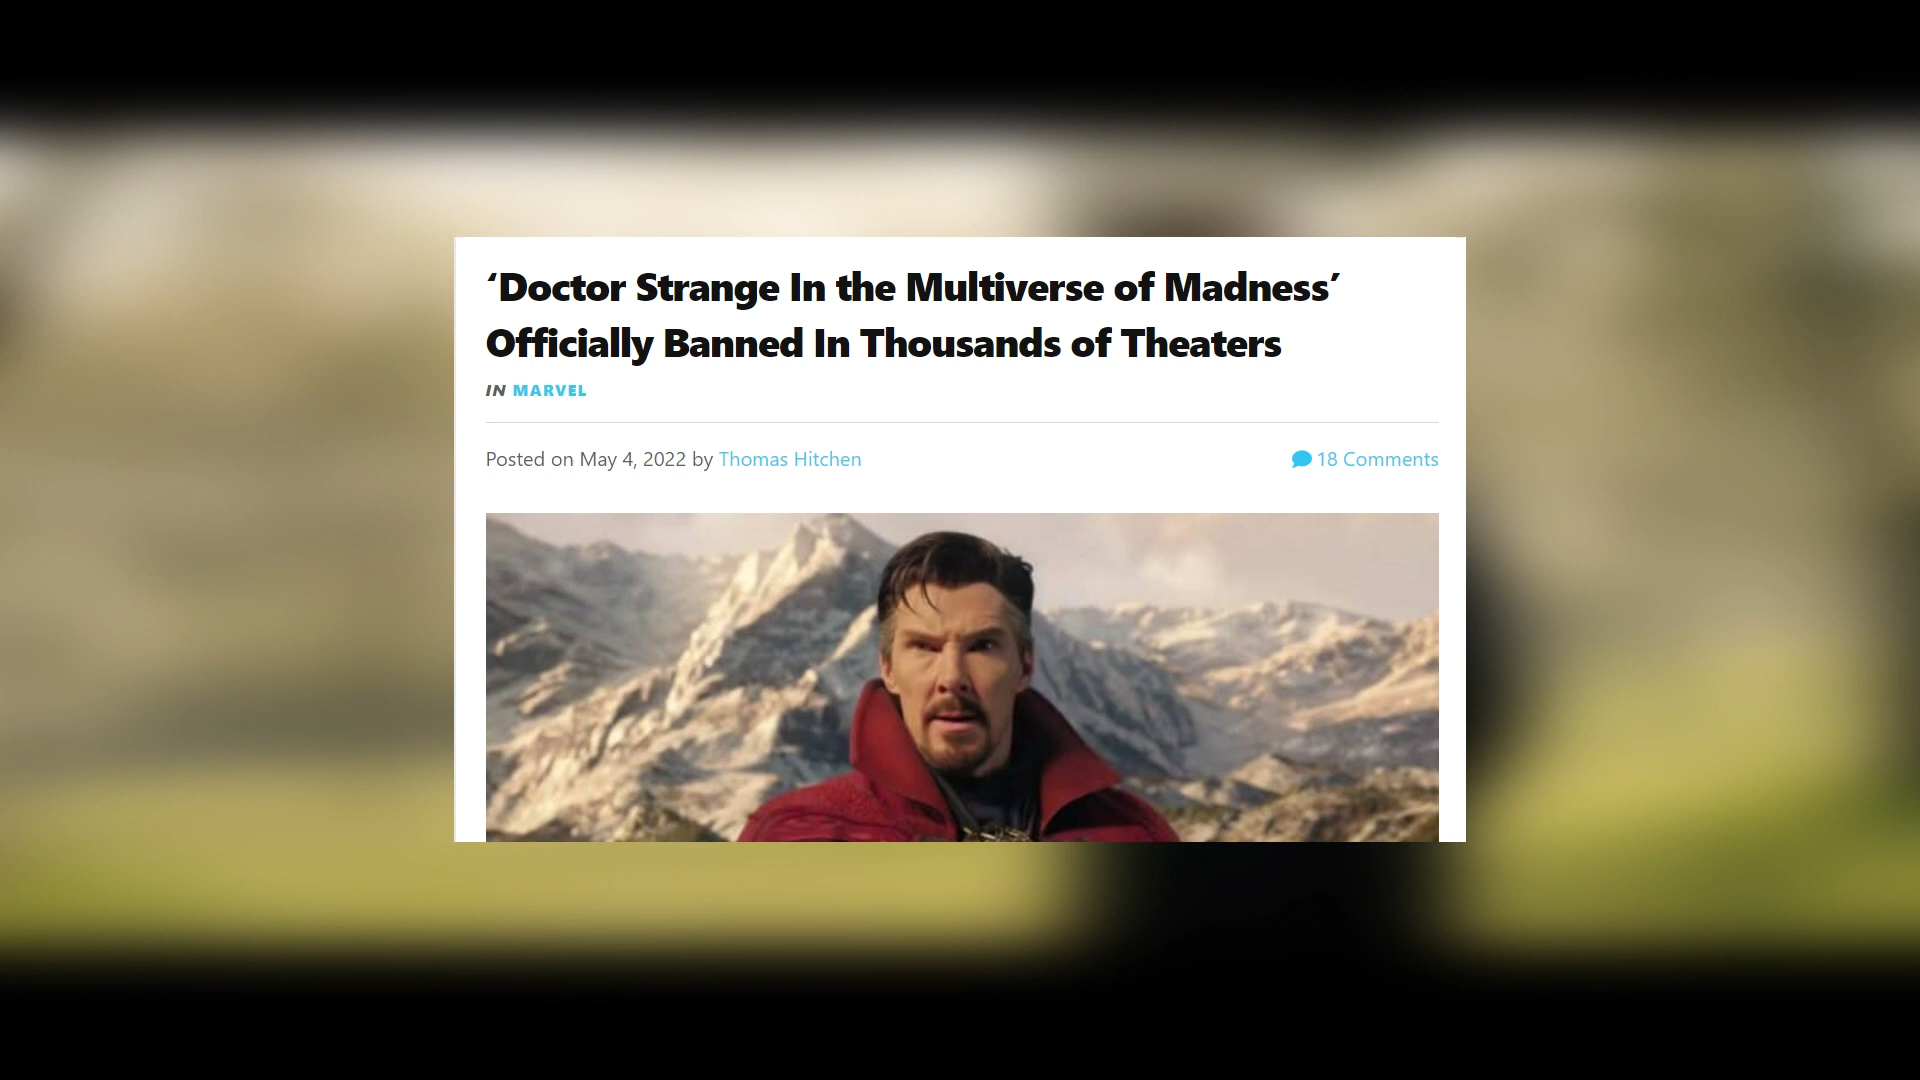 ‘Doctor Strange In the Multiverse of Madness’
Officially Banned In Thousands of Theaters
IN MARVEL
Posted on May 4, 2022 by Thomas Hitchen
18 Comments